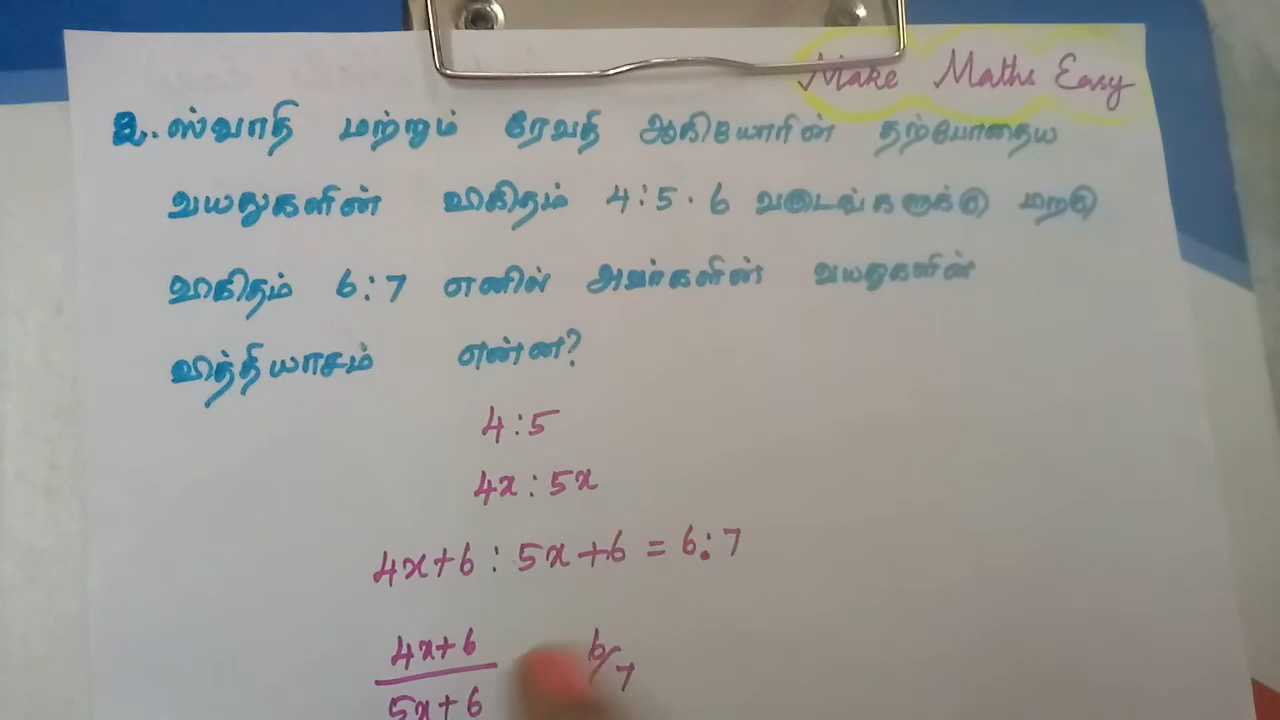 Make Maths Easy
2. ஸ்வாதி மற்றும் ரேவதி ஆகியோரின் தற்போதைய
வயதுகளின் விகிதம் 4:5. 6 வருடங்களுக்கு பிறகு
விகிதம் 6:7 எனில் அவர்களின் வயதுகளின்
வித்தியாசம் என்ன?
4:5
4x : 5x
4x+6 : 5x+6 = 6:7
4x+6 6/7
5x+6